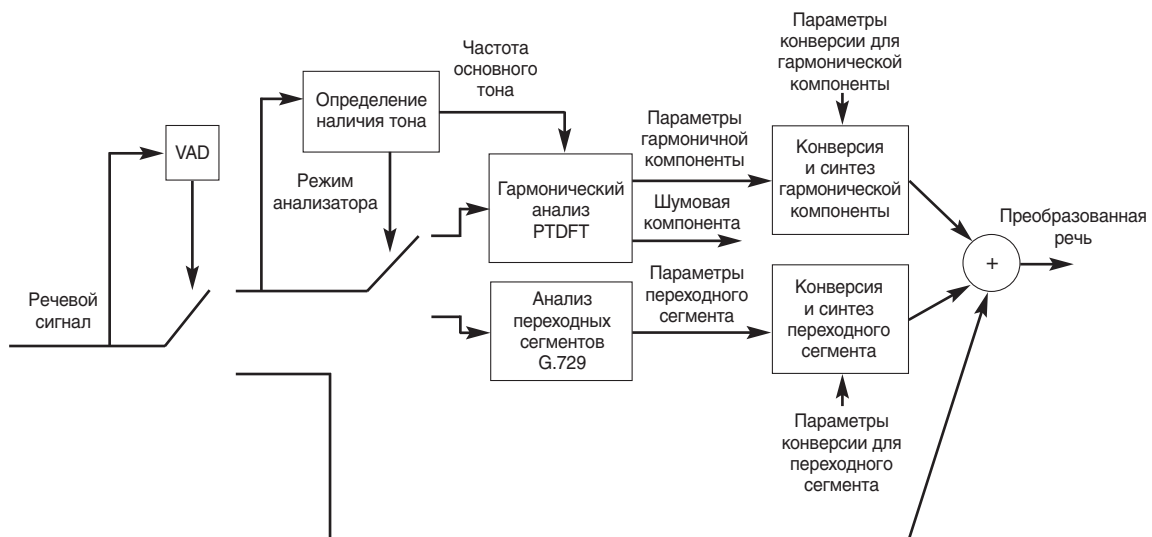 Речевой
сигнал
VAD
Определение
наличия тона
Частота
основного
тона
Режим
анализатора
Гармонический
анализ
PTDFT
Анализ
переходных
сегментов
G.729
Параметры
гармоничной
компоненты
Шумовая
компонента
Параметры
переходного
сегмента
Параметры
конверсии для
гармонической
компоненты
Конверсия
и синтез
гармонической
компоненты
Конверсия
и синтез
переходного
сегмента
Параметры
конверсии для
переходного
сегмента
+
Преобразованная
речь